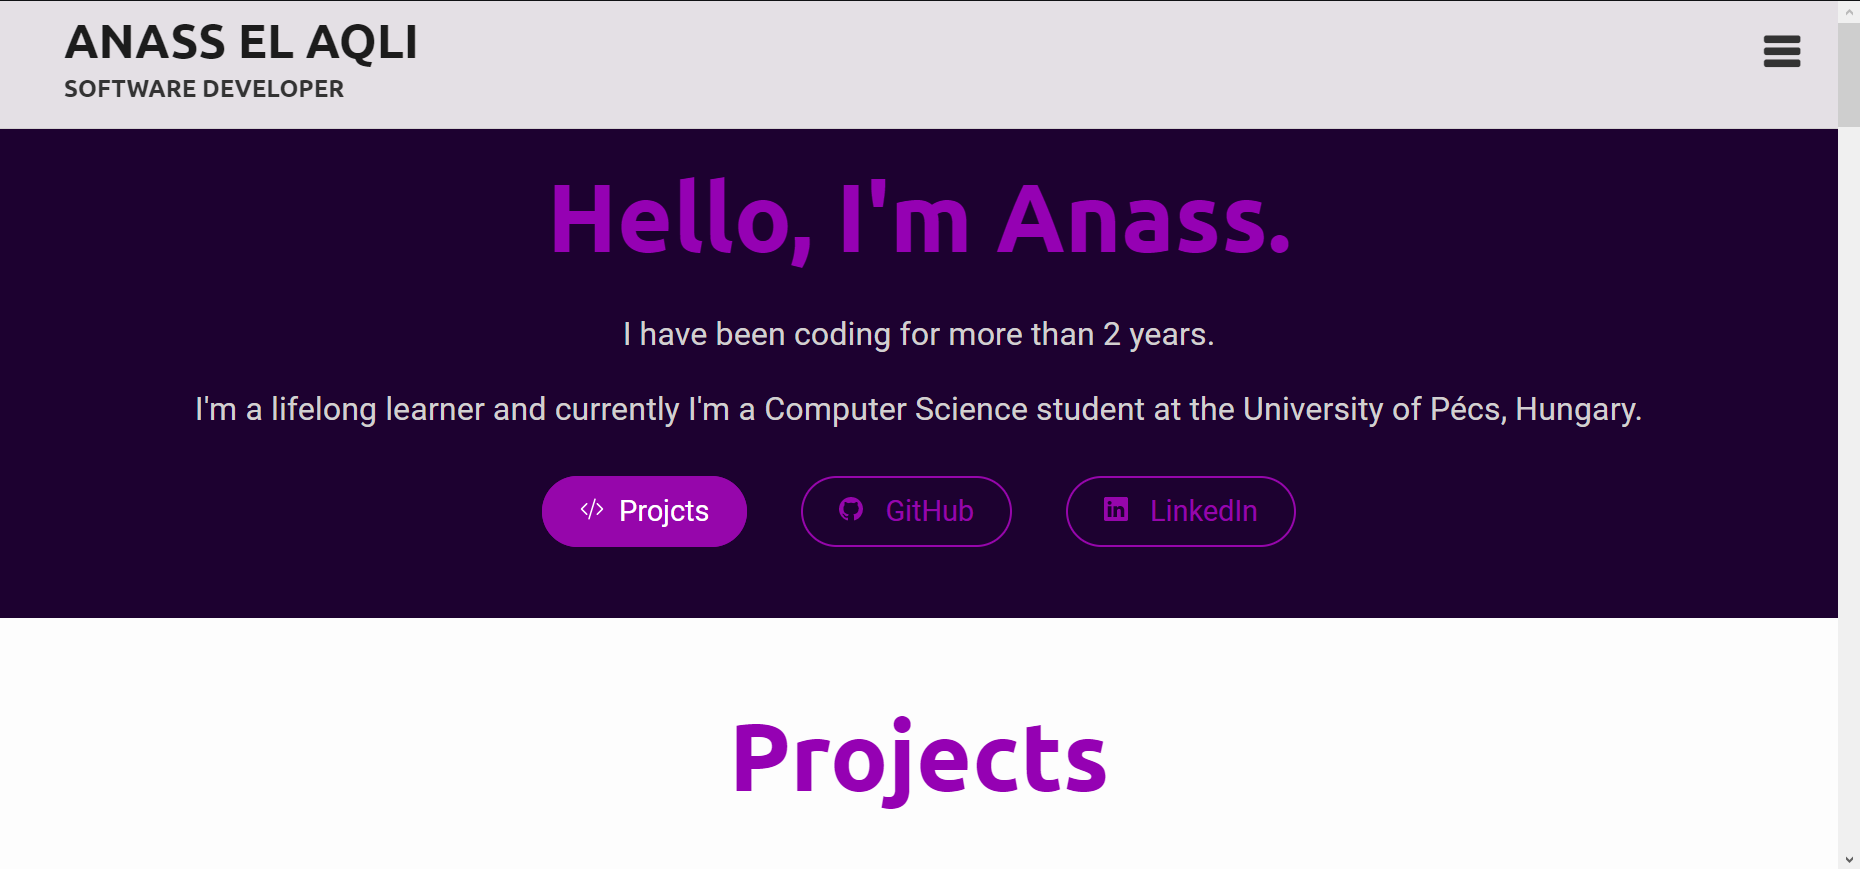 ANASS EL AQLI
SOFTWARE DEVELOPER
Hello, I'm Anass.
I have been coding for more than 2 years.
I'm a lifelong learner and currently I'm a Computer Science student at the University of Pécs, Hungary.
</> Projcts GitHub LinkedIn
Projects